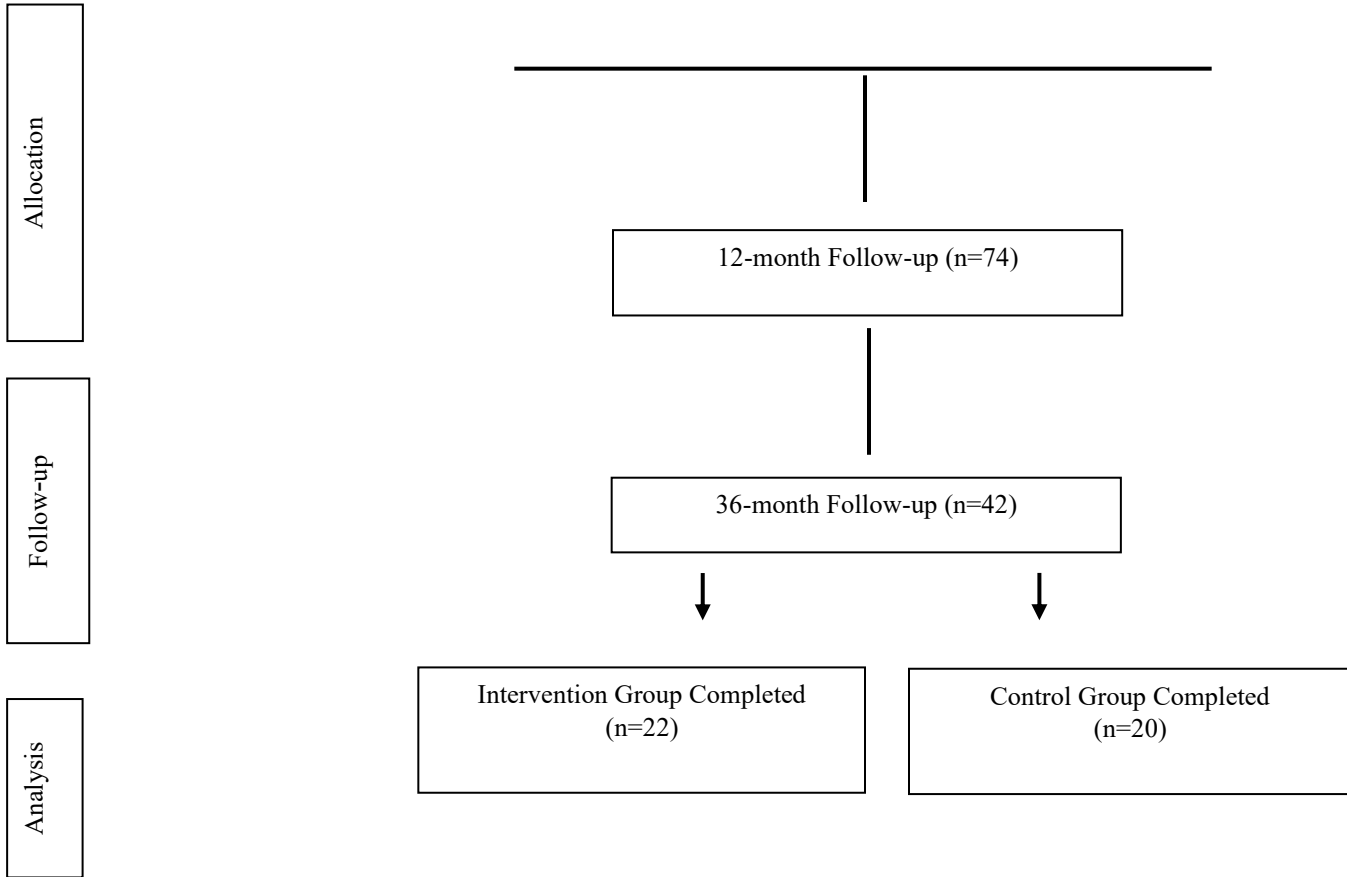 Allocation
12-month Follow-up (n=74)
Follow-up
36-month Follow-up (n=42)
Analysis
Intervention Group Completed
(n=22)
Control Group Completed
(n=20)